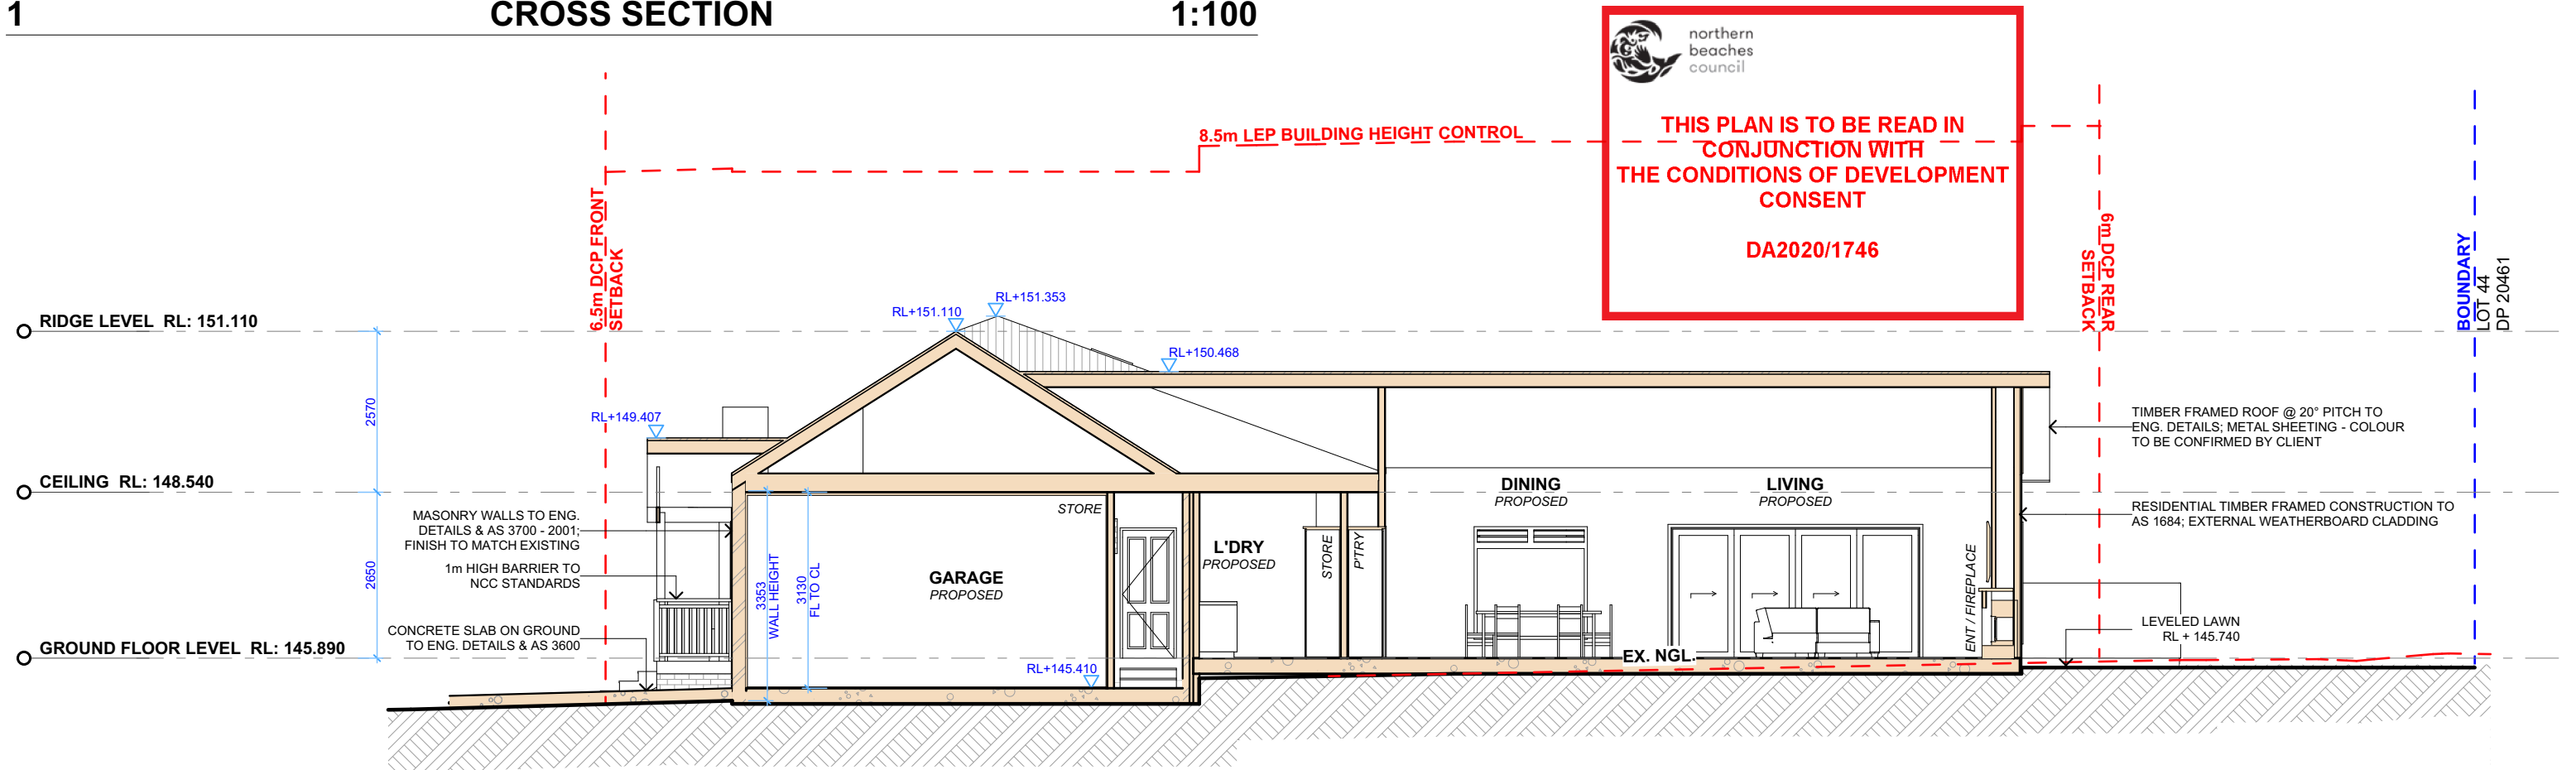 1 CROSS SECTION 1:100
northern
beaches
council
THIS PLAN IS TO BE READ IN
CONJUNCTION WITH
THE CONDITIONS OF DEVELOPMENT
CONSENT
DA2020/1746
8.5m LEP BUILDING HEIGHT CONTROL
6.5m DCP FRONT
SETBACK
6m DCP REAR
SETBACK
BOUNDARY
LOT 44
DP 20461
RL+151.353
RL+151.110
RIDGE LEVEL RL: 151.110
RL+150.468
2570
RL+149.407
TIMBER FRAMED ROOF @ 20° PITCH TO
ENG. DETAILS; METAL SHEETING - COLOUR
TO BE CONFIRMED BY CLIENT
CEILING RL: 148.540
DINING
PROPOSED
LIVING
PROPOSED
STORE
MASONRY WALLS TO ENG.
DETAILS & AS 3700 - 2001;
FINISH TO MATCH EXISTING
RESIDENTIAL TIMBER FRAMED CONSTRUCTION TO
AS 1684; EXTERNAL WEATHERBOARD CLADDING
1m HIGH BARRIER TO
NCC STANDARDS
2650
3353
WALL HEIGHT
3130
FL TO CL
GARAGE
PROPOSED
L'DRY
PROPOSED
STORE
P'TRY
ENT / FIREPLACE
CONCRETE SLAB ON GROUND
TO ENG. DETAILS & AS 3600
LEVELED LAWN
RL + 145.740
GROUND FLOOR LEVEL RL: 145.890
EX. NGL.
RL+145.410